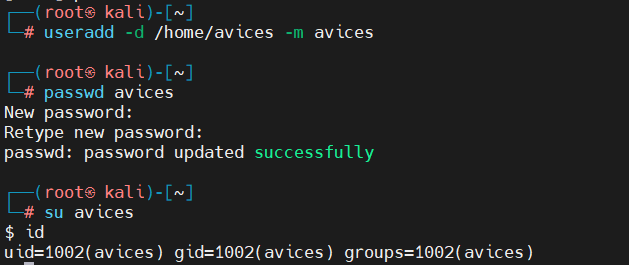 ┌──(root㉿ kali)-[~]
└─# useradd -d /home/avices -m avices
┌──(root㉿ kali)-[~]
└─# passwd avices
New password:
Retype new password:
passwd: password updated successfully
┌──(root㉿ kali)-[~]
└─# su avices
$ id
uid=1002(avices) gid=1002(avices) groups=1002(avices)